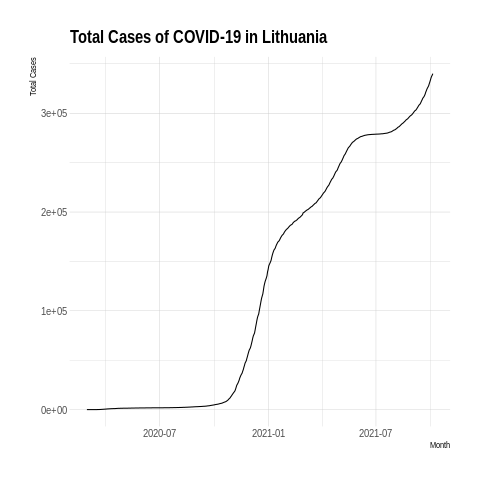 Total Cases of COVID-19 in Lithuania
Total Cases
3e+05
2e+05
1e+05
0e+00
2020-07 2021-01 2021-07
Month